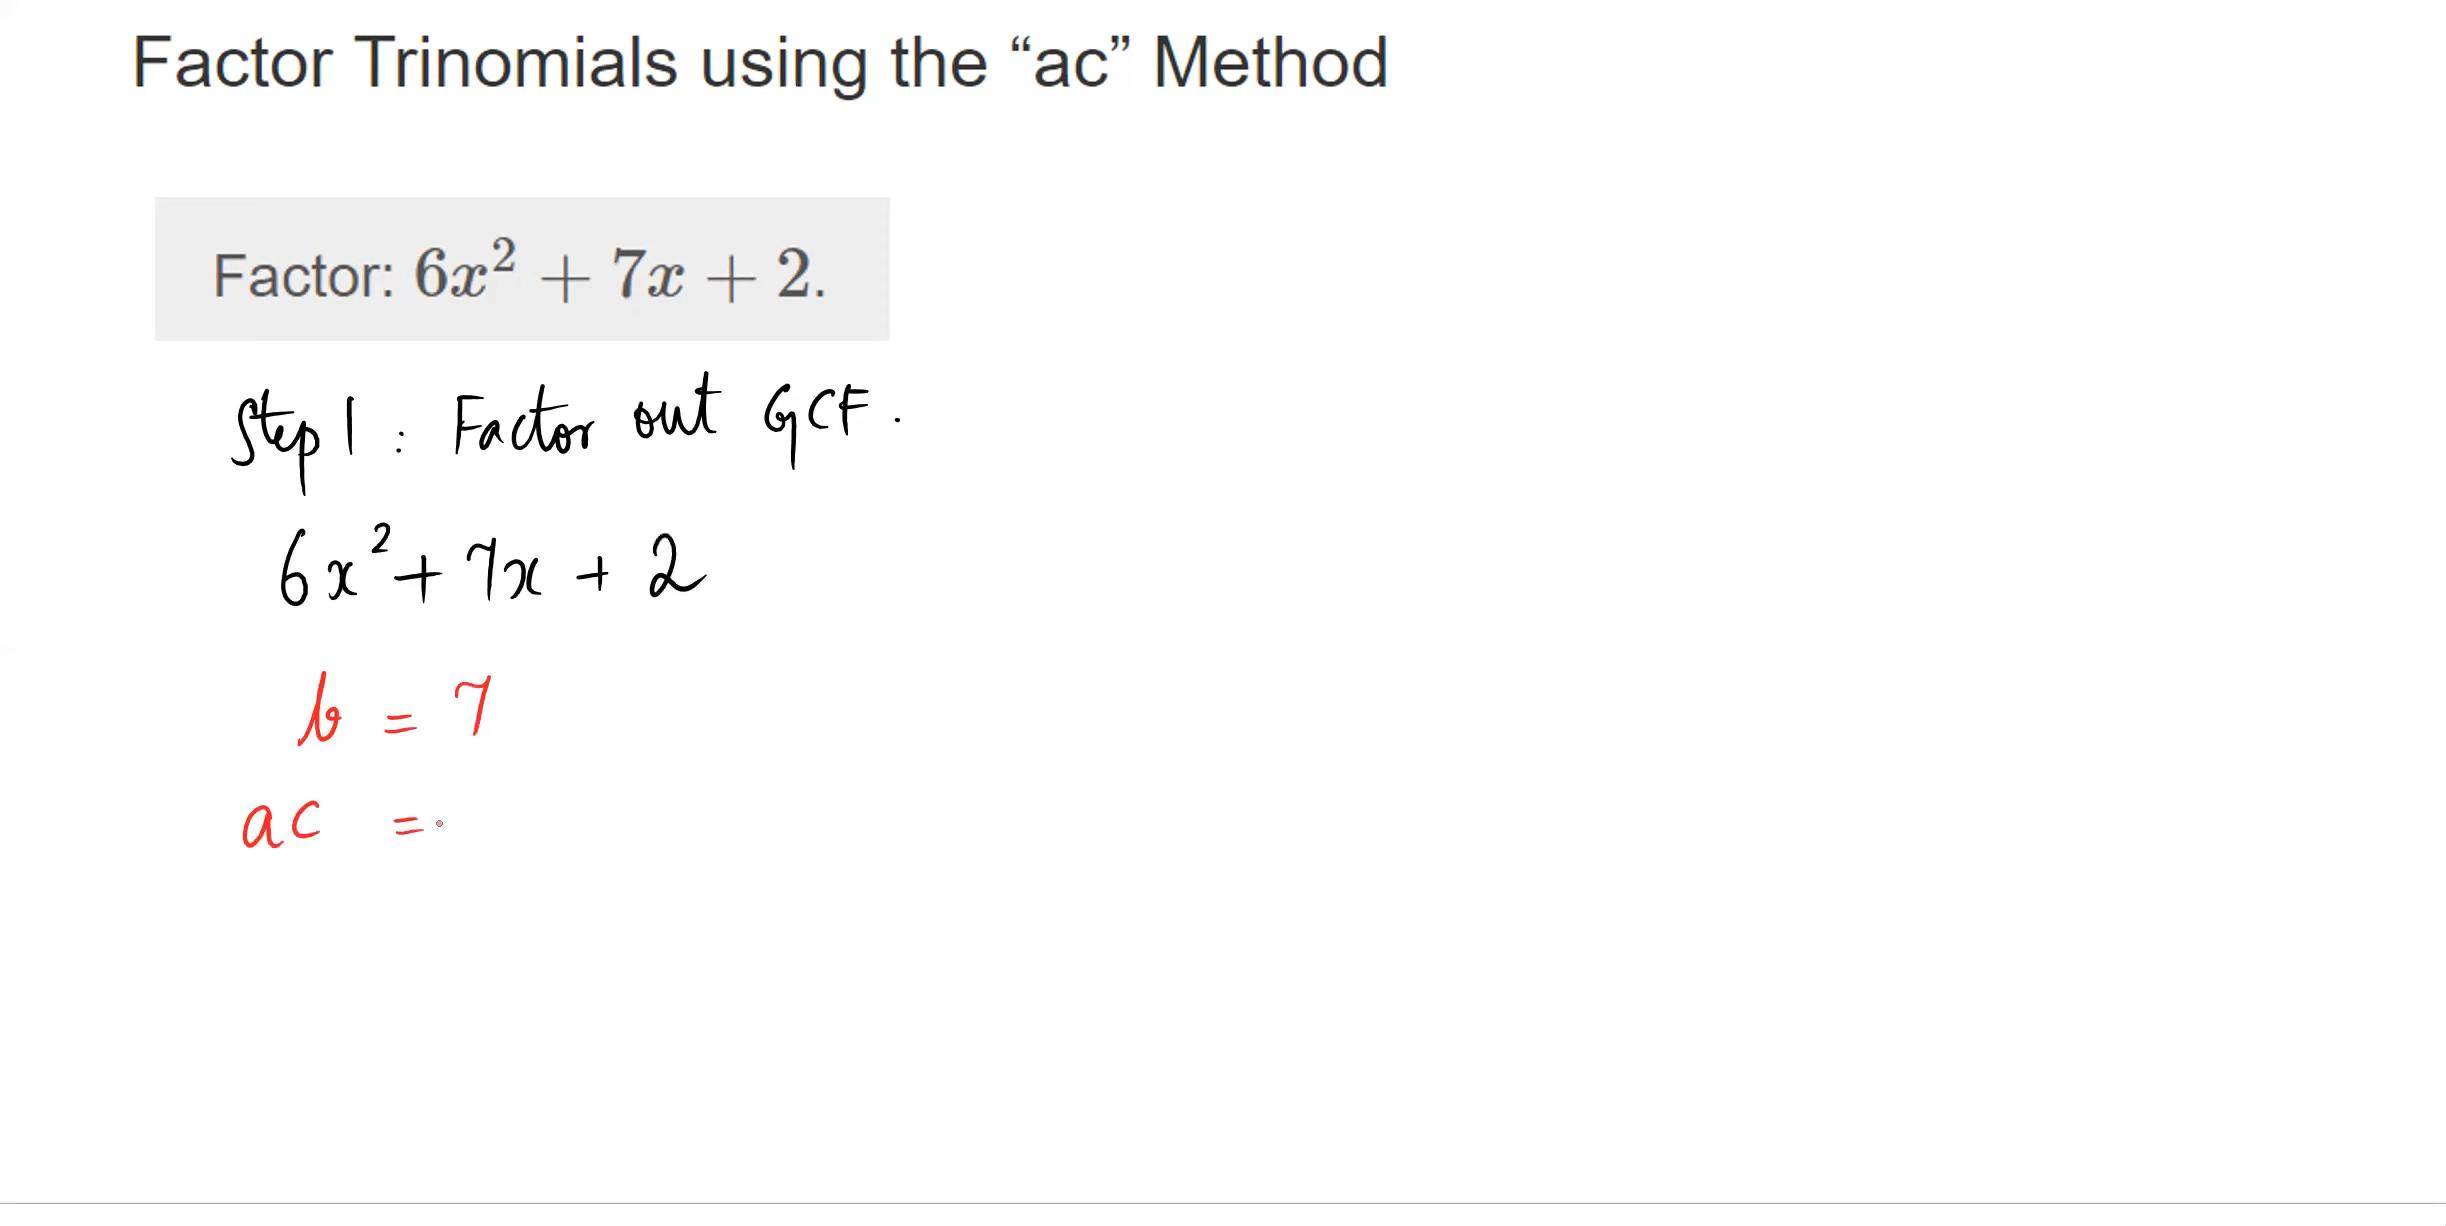 Factor Trinomials using the “ac” Method
Factor: 6x² + 7x + 2.
Step 1 : Factor out GCF.
6x² + 7x + 2
b = 7
ac =